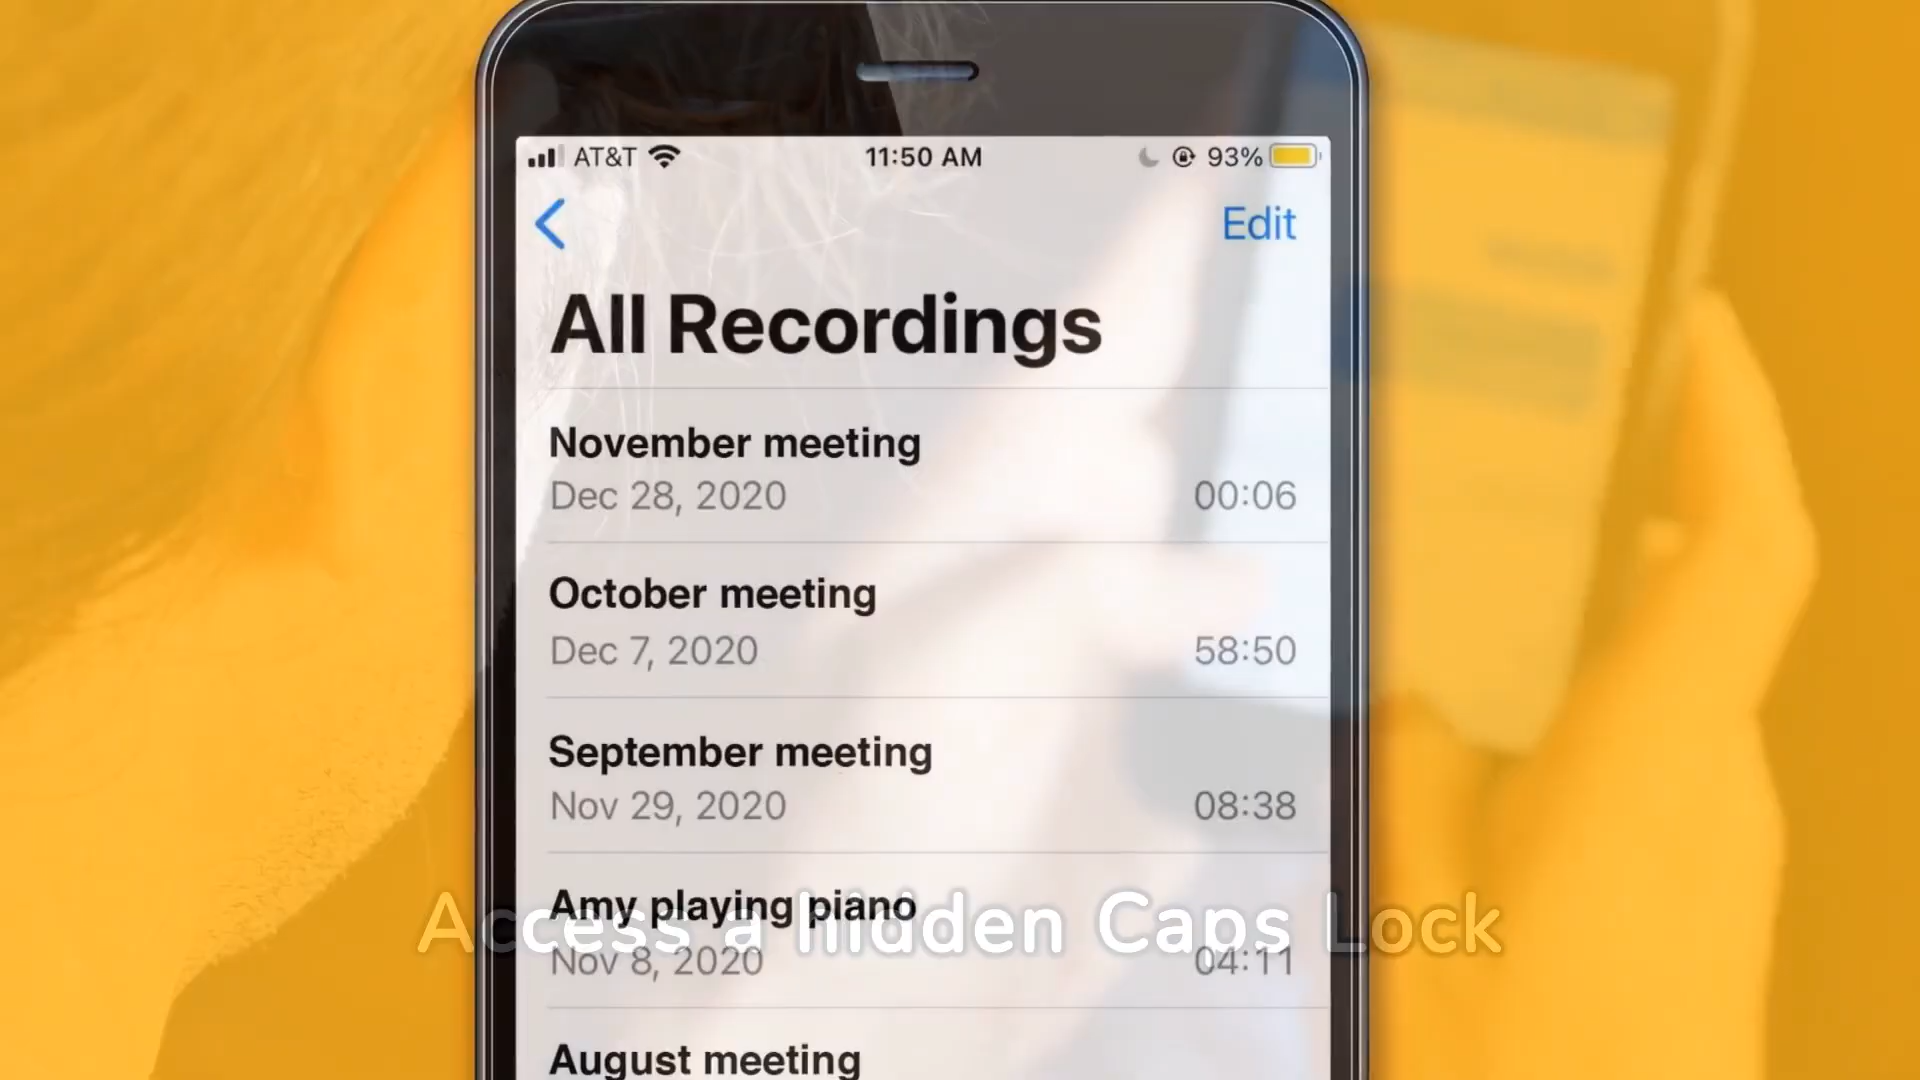 AT&T 11:50 AM 93%
Edit
All Recordings
November meeting
Dec 28, 2020 00:06
October meeting
Dec 7, 2020 58:50
September meeting
Nov 29, 2020 08:38
Amy playing piano
Access a hidden Caps Lock
Nov 8, 2020 04:11
August meeting